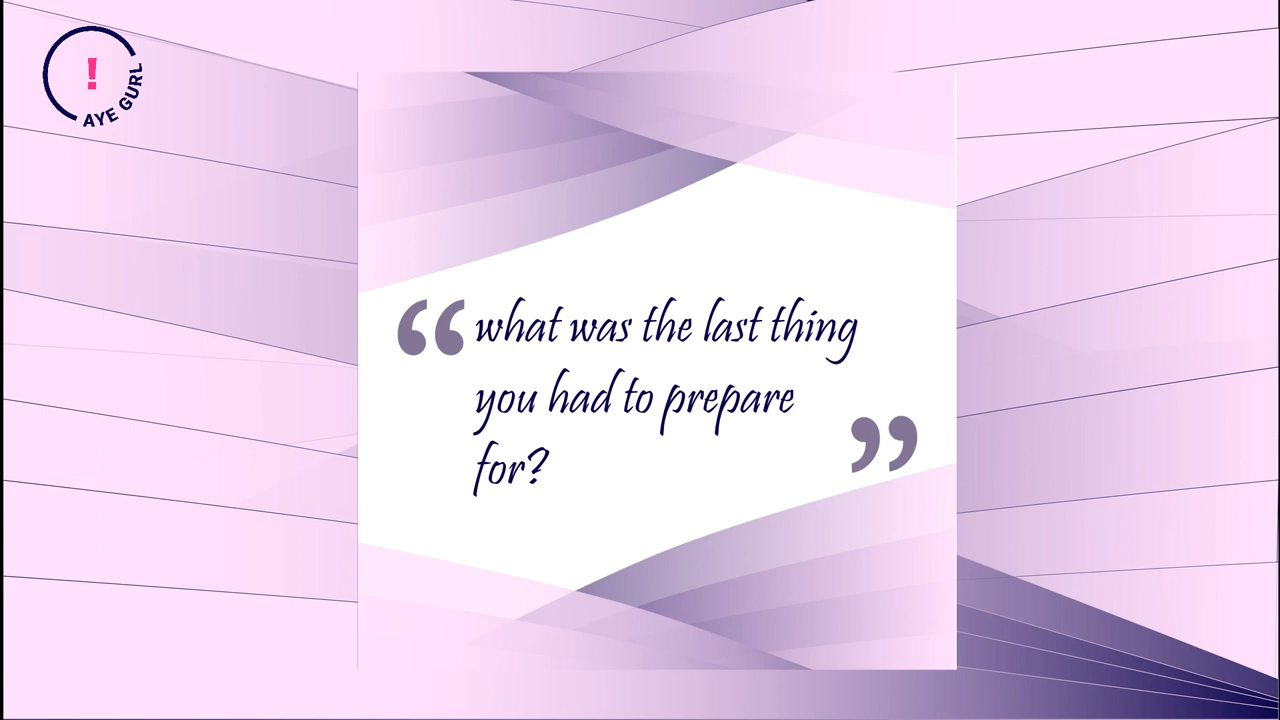 !
AYE GURL
“what was the last thing
you had to prepare
for?”